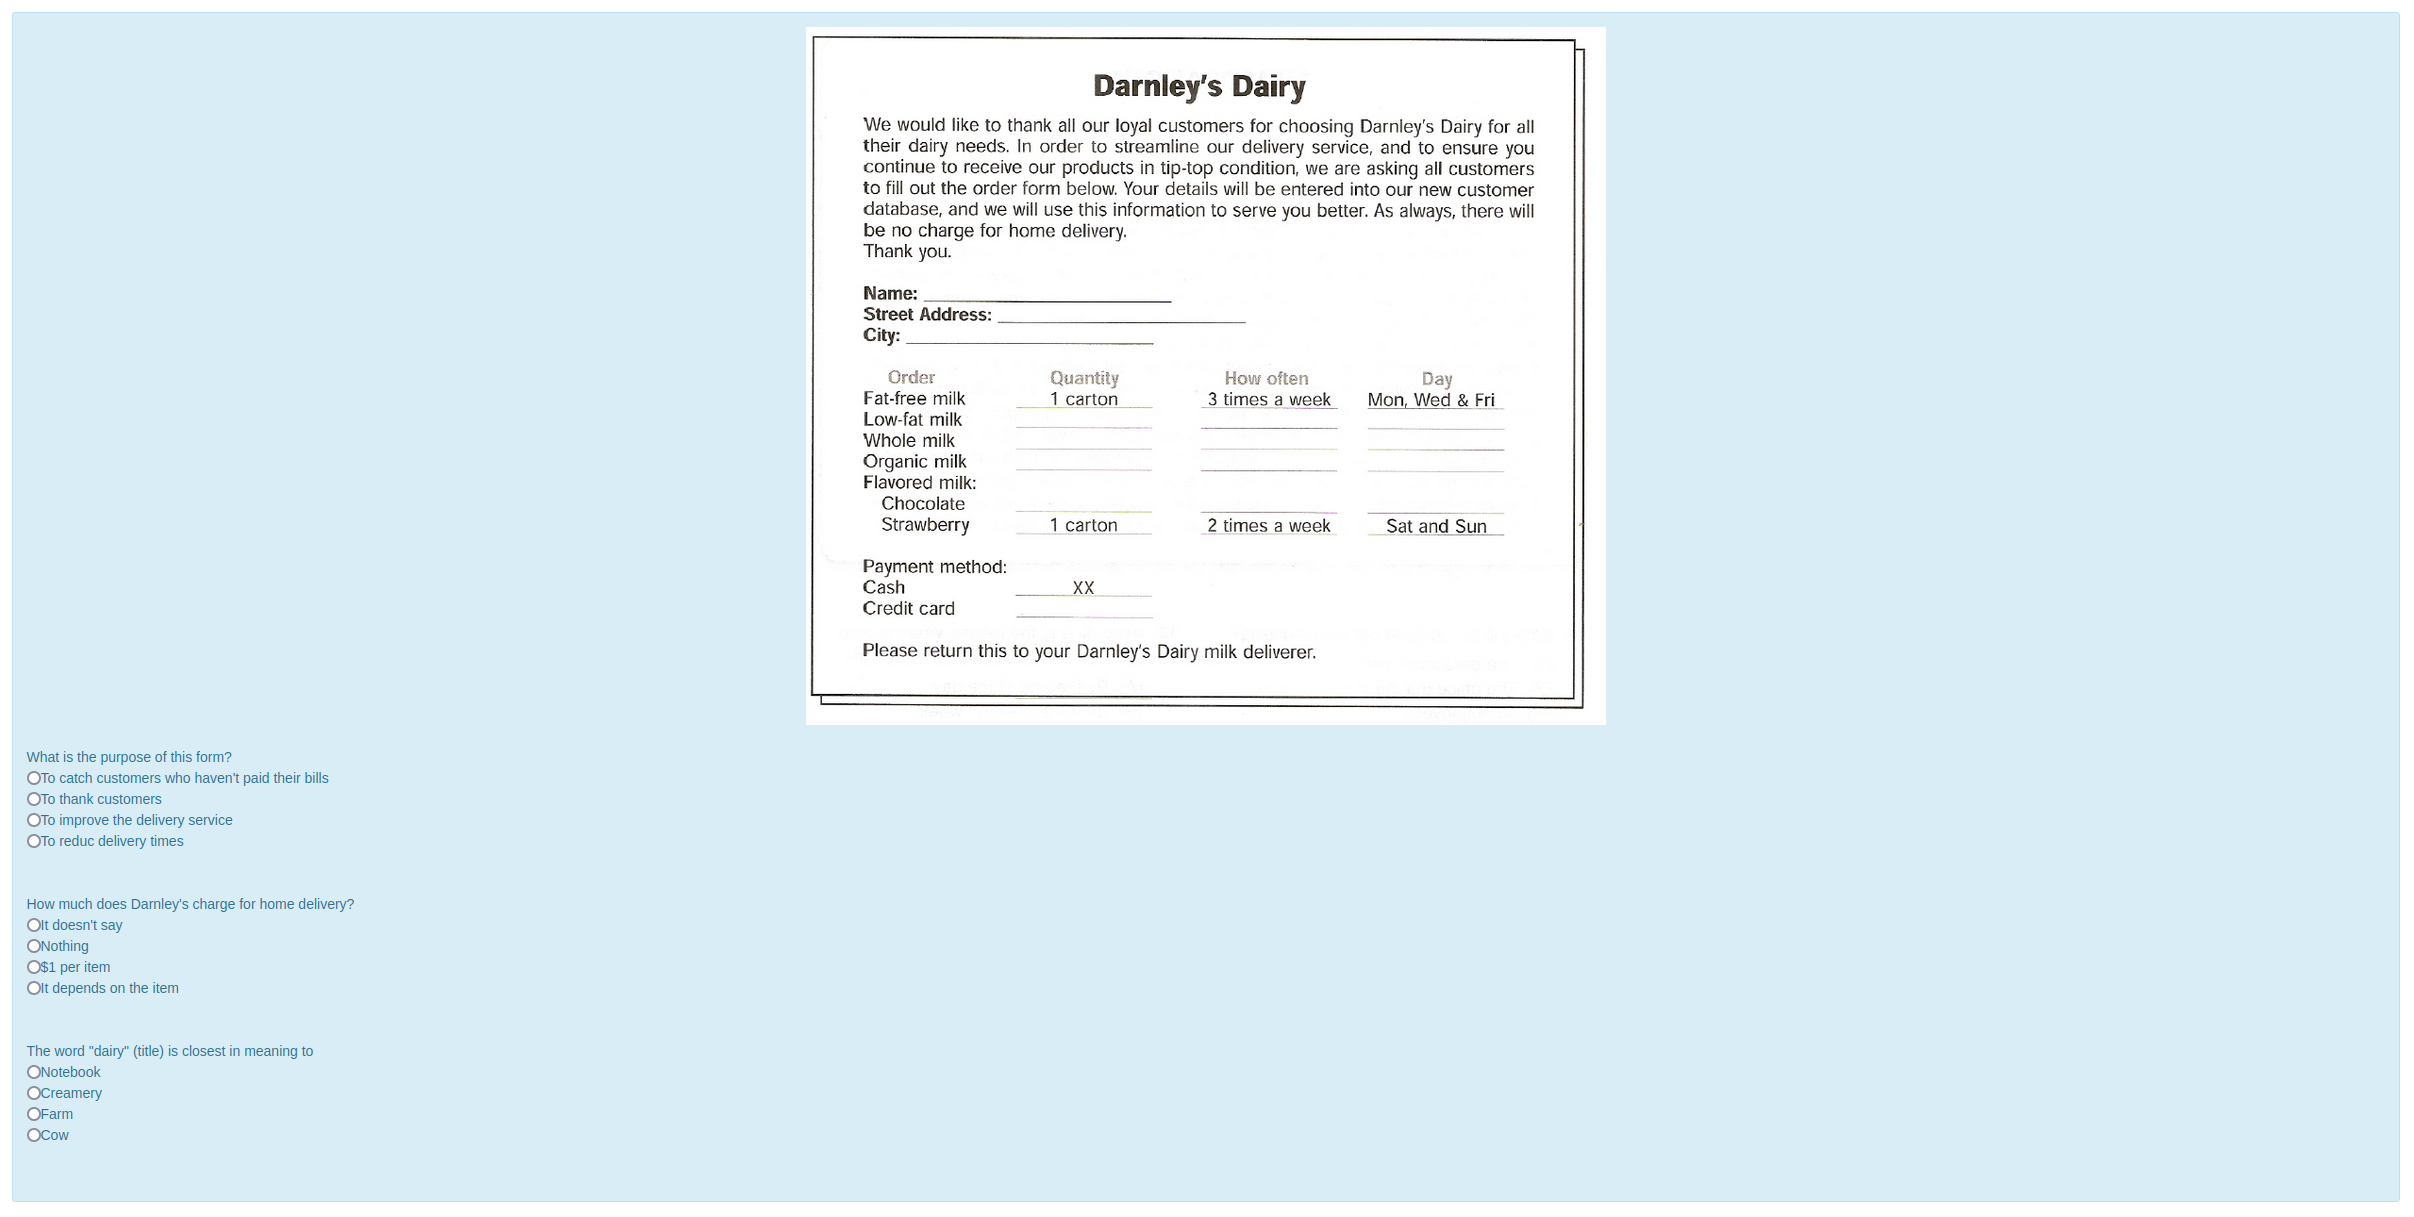 Darnley's Dairy
We would like to thank all our loyal customers for choosing Darnley's Dairy for all
their dairy needs. In order to streamline our delivery service, and to ensure you
continue to receive our products in tip-top condition, we are asking all customers
to fill out the order form below. Your details will be entered into our new customer
database, and we will use this information to serve you better. As always, there will
be no charge for home delivery.
Thank you.
Name:
Street Address:
City:
Order Quantity How often Day
Fat-free milk 1 carton 3 times a week Mon, Wed & Fri
Low-fat milk
Whole milk
Organic milk
Flavored milk:
Chocolate
Strawberry 1 carton 2 times a week Sat and Sun
Payment method:
Cash XX
Credit card
Please return this to your Darnley's Dairy milk deliverer.
What is the purpose of this form?
To catch customers who haven't paid their bills
To thank customers
To improve the delivery service
To reduc delivery times
How much does Darnley's charge for home delivery?
It doesn't say
Nothing
$1 per item
It depends on the item
The word "dairy" (title) is closest in meaning to
Notebook
Creamery
Farm
Cow